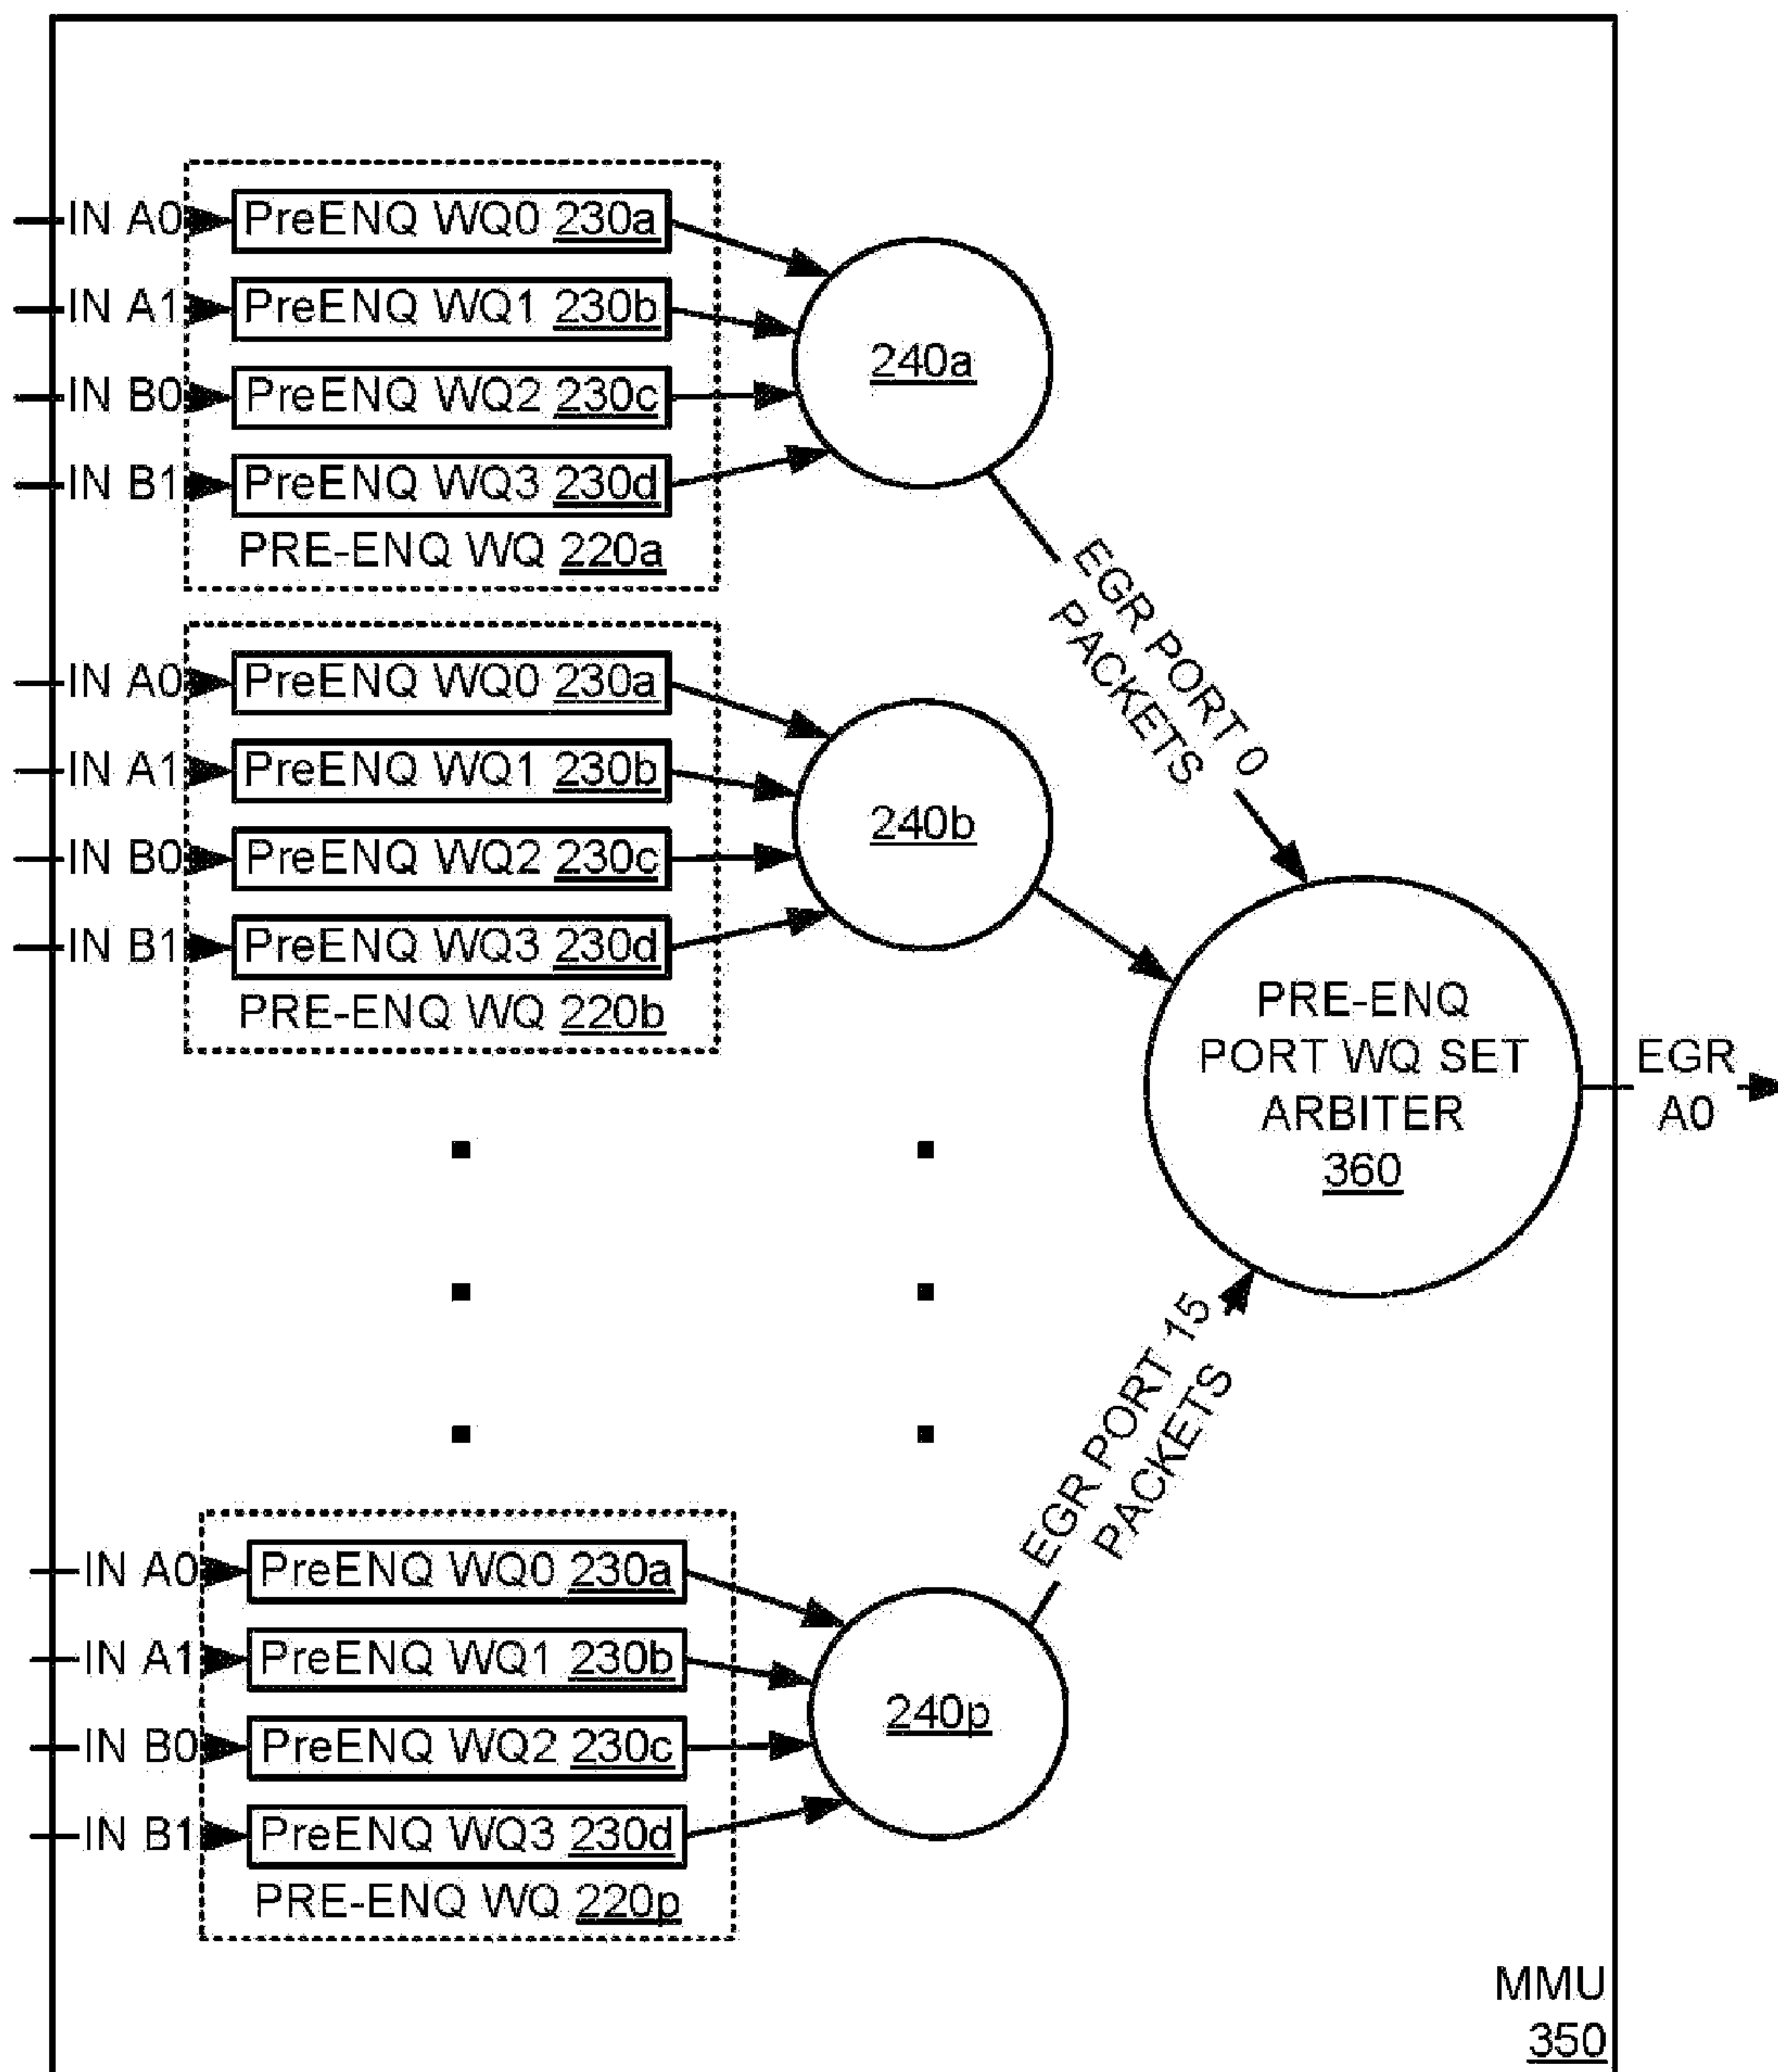 IN A0 PreENQ WQ0 230a
IN A1 PreENQ WQ1 230b
IN B0 PreENQ WQ2 230c
IN B1 PreENQ WQ3 230d
PRE-ENQ WQ 220a
240a
EGR PORT 0
PACKETS
IN A0 PreENQ WQ0 230a
IN A1 PreENQ WQ1 230b
IN B0 PreENQ WQ2 230c
IN B1 PreENQ WQ3 230d
PRE-ENQ WQ 220b
240b
PRE-ENQ
PORT WQ SET
ARBITER
360
EGR
A0
EGR PORT 15
PACKETS
IN A0 PreENQ WQ0 230a
IN A1 PreENQ WQ1 230b
IN B0 PreENQ WQ2 230c
IN B1 PreENQ WQ3 230d
PRE-ENQ WQ 220p
240p
MMU
350